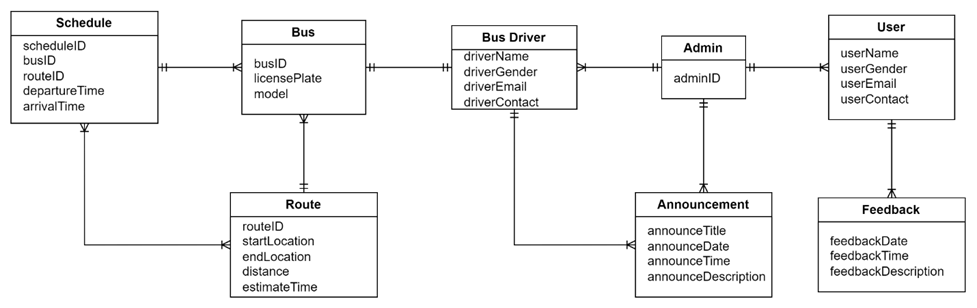 Schedule
scheduleID
busID
routeID
departureTime
arrivalTime
Bus
busID
licensePlate
model
Bus Driver
driverName
driverGender
driverEmail
driverContact
Admin
adminID
User
userName
userGender
userEmail
userContact
Route
routeID
startLocation
endLocation
distance
estimateTime
Announcement
announceTitle
announceDate
announceTime
announceDescription
Feedback
feedbackDate
feedbackTime
feedbackDescription